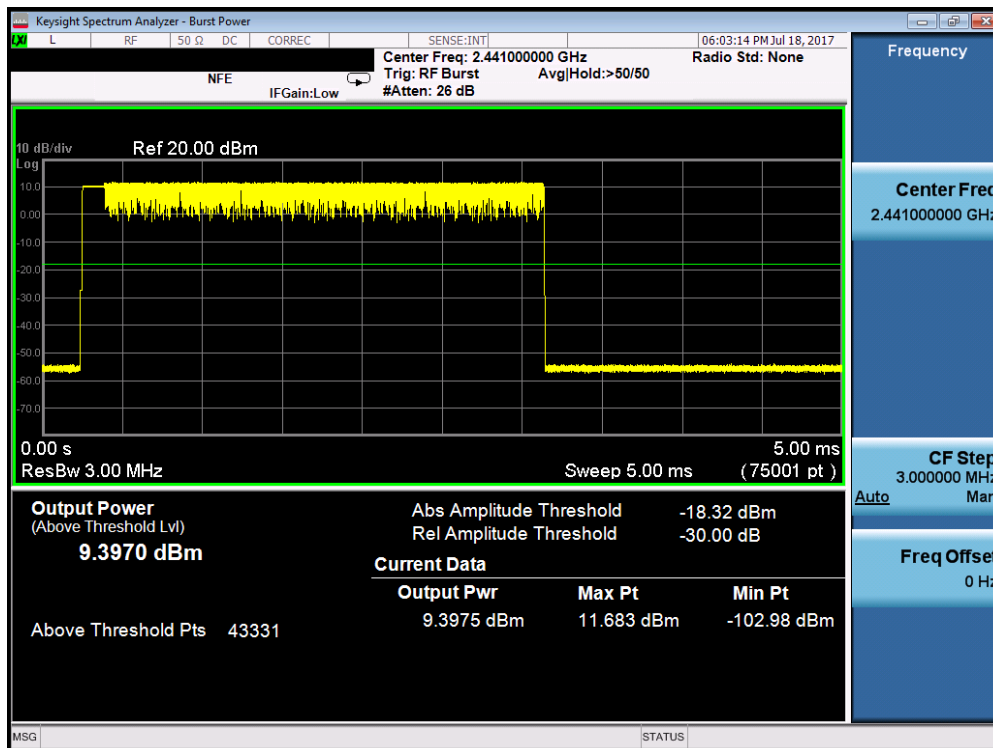 Keysight Spectrum Analyzer - Burst Power
LXI L RF 50 Ω DC CORREC SENSE:INT 06:03:14 PM Jul 18, 2017
Center Freq: 2.441000000 GHz Radio Std: None
NFE Trig: RF Burst Avg|Hold:>50/50
IFGain:Low #Atten: 26 dB
Frequency
10 dB/div Ref 20.00 dBm
Log
10.0
0.00
-10.0
-20.0
-30.0
-40.0
-50.0
-60.0
-70.0
0.00 s 5.00 ms
ResBw 3.00 MHz Sweep 5.00 ms (75001 pt )
Center Freq
2.441000000 GHz
CF Step
3.000000 MHz
Auto Man
Freq Offset
0 Hz
Output Power
(Above Threshold Lvl)
9.3970 dBm
Above Threshold Pts 43331
Abs Amplitude Threshold -18.32 dBm
Rel Amplitude Threshold -30.00 dB
Current Data
Output Pwr Max Pt Min Pt
9.3975 dBm 11.683 dBm -102.98 dBm
MSG STATUS